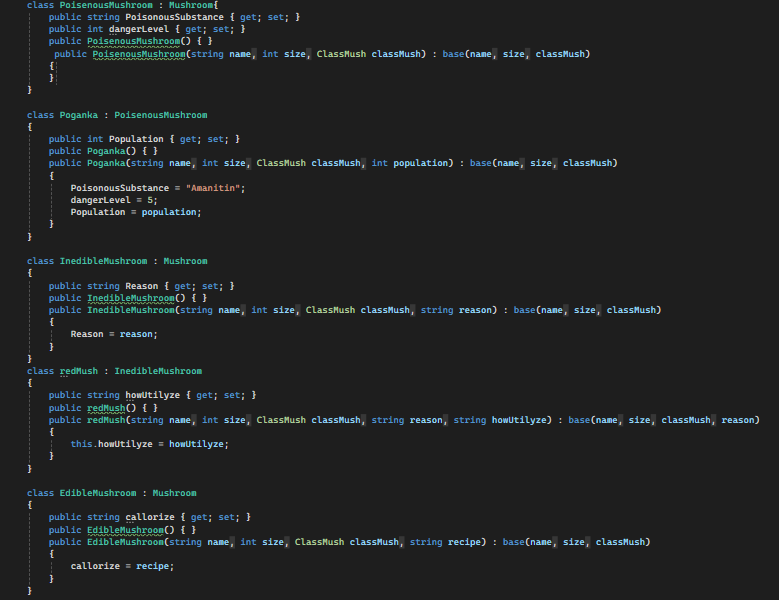 class PoisenousMushroom : Mushroom{
public string PoisonousSubstance { get; set; }
public int dangerLevel { get; set; }
public PoisenousMushroom() { }
public PoisenousMushroom(string name, int size, ClassMush classMush) : base(name, size, classMush)
{
}
}
class Poganka : PoisenousMushroom
{
public int Population { get; set; }
public Poganka() { }
public Poganka(string name, int size, ClassMush classMush, int population) : base(name, size, classMush)
{
PoisonousSubstance = "Amanitin";
dangerLevel = 5;
Population = population;
}
}
class InedibleMushroom : Mushroom
{
public string Reason { get; set; }
public InedibleMushroom() { }
public InedibleMushroom(string name, int size, ClassMush classMush, string reason) : base(name, size, classMush)
{
Reason = reason;
}
}
class redMush : InedibleMushroom
{
public string howUtilyze { get; set; }
public redMush() { }
public redMush(string name, int size, ClassMush classMush, string reason, string howUtilyze) : base(name, size, classMush, reason)
{
this.howUtilyze = howUtilyze;
}
}
class EdibleMushroom : Mushroom
{
public string callorize { get; set; }
public EdibleMushroom() { }
public EdibleMushroom(string name, int size, ClassMush classMush, string recipe) : base(name, size, classMush)
{
callorize = recipe;
}
}